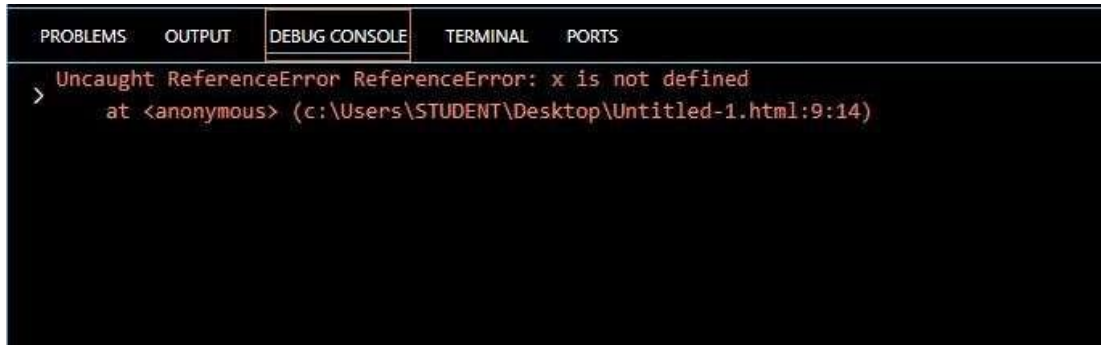 PROBLEMS OUTPUT DEBUG CONSOLE TERMINAL PORTS
Uncaught ReferenceError ReferenceError: x is not defined
at <anonymous> (c:\Users\STUDENT\Desktop\Untitled-1.html:9:14)